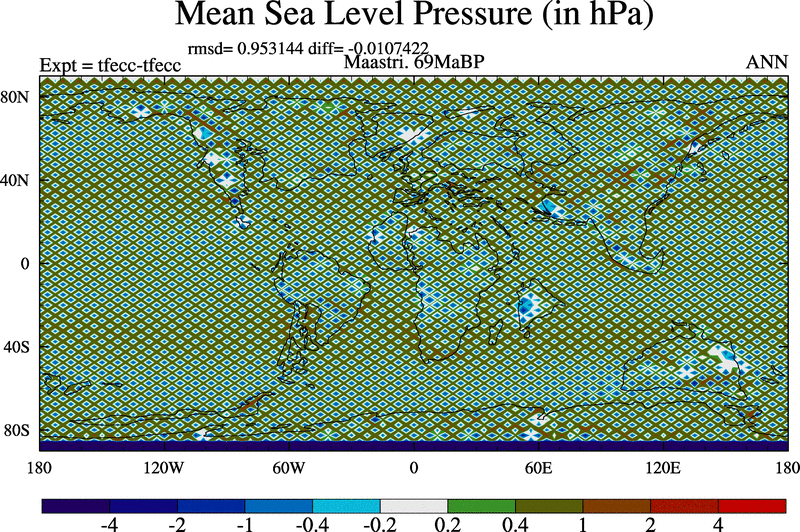 Mean Sea Level Pressure (in hPa)
rmsd= 0.953144 diff= -0.0107422
Expt = tfecc-tfecc
Maastri. 69MaBP
ANN
80N
40N
0
40S
80S
180
120W
60W
0
60E
120E
180
-4
-2
-1
-0.4
-0.2
0.2
0.4
1
2
4